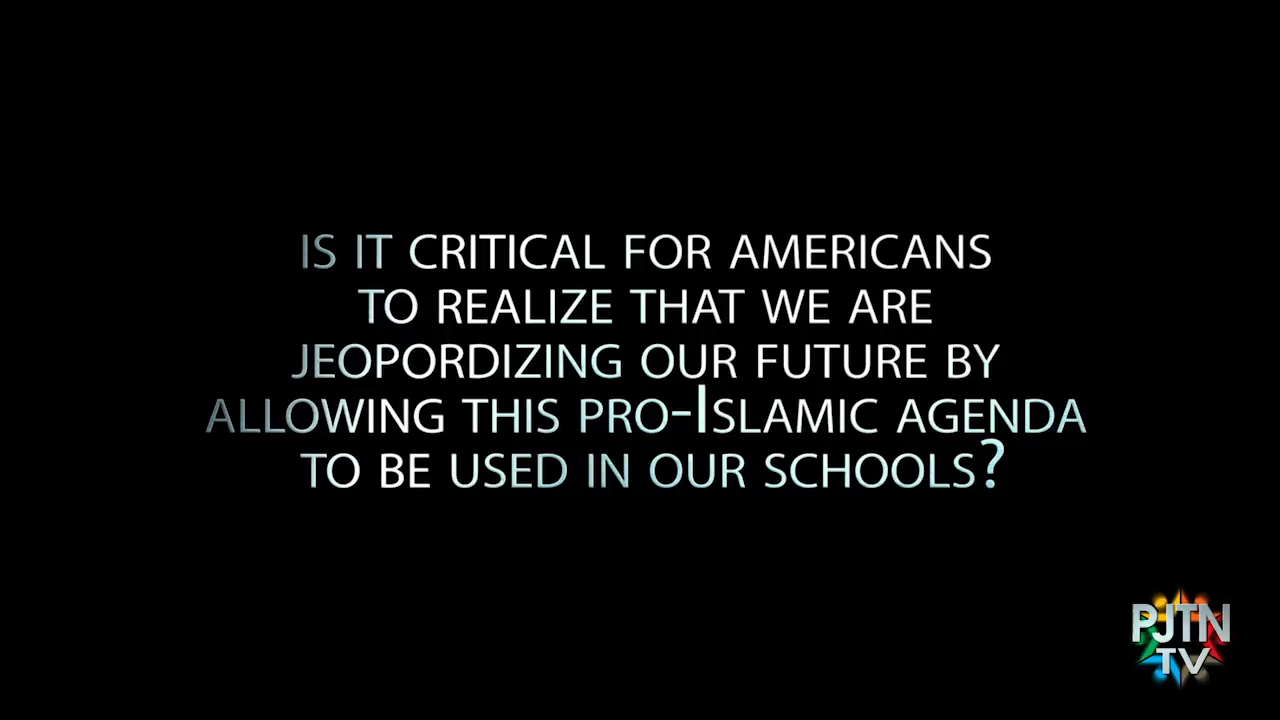 IS IT CRITICAL FOR AMERICANS
TO REALIZE THAT WE ARE
JEOPORDIZING OUR FUTURE BY
ALLOWING THIS PRO-ISLAMIC AGENDA
TO BE USED IN OUR SCHOOLS?
PJTN
TV